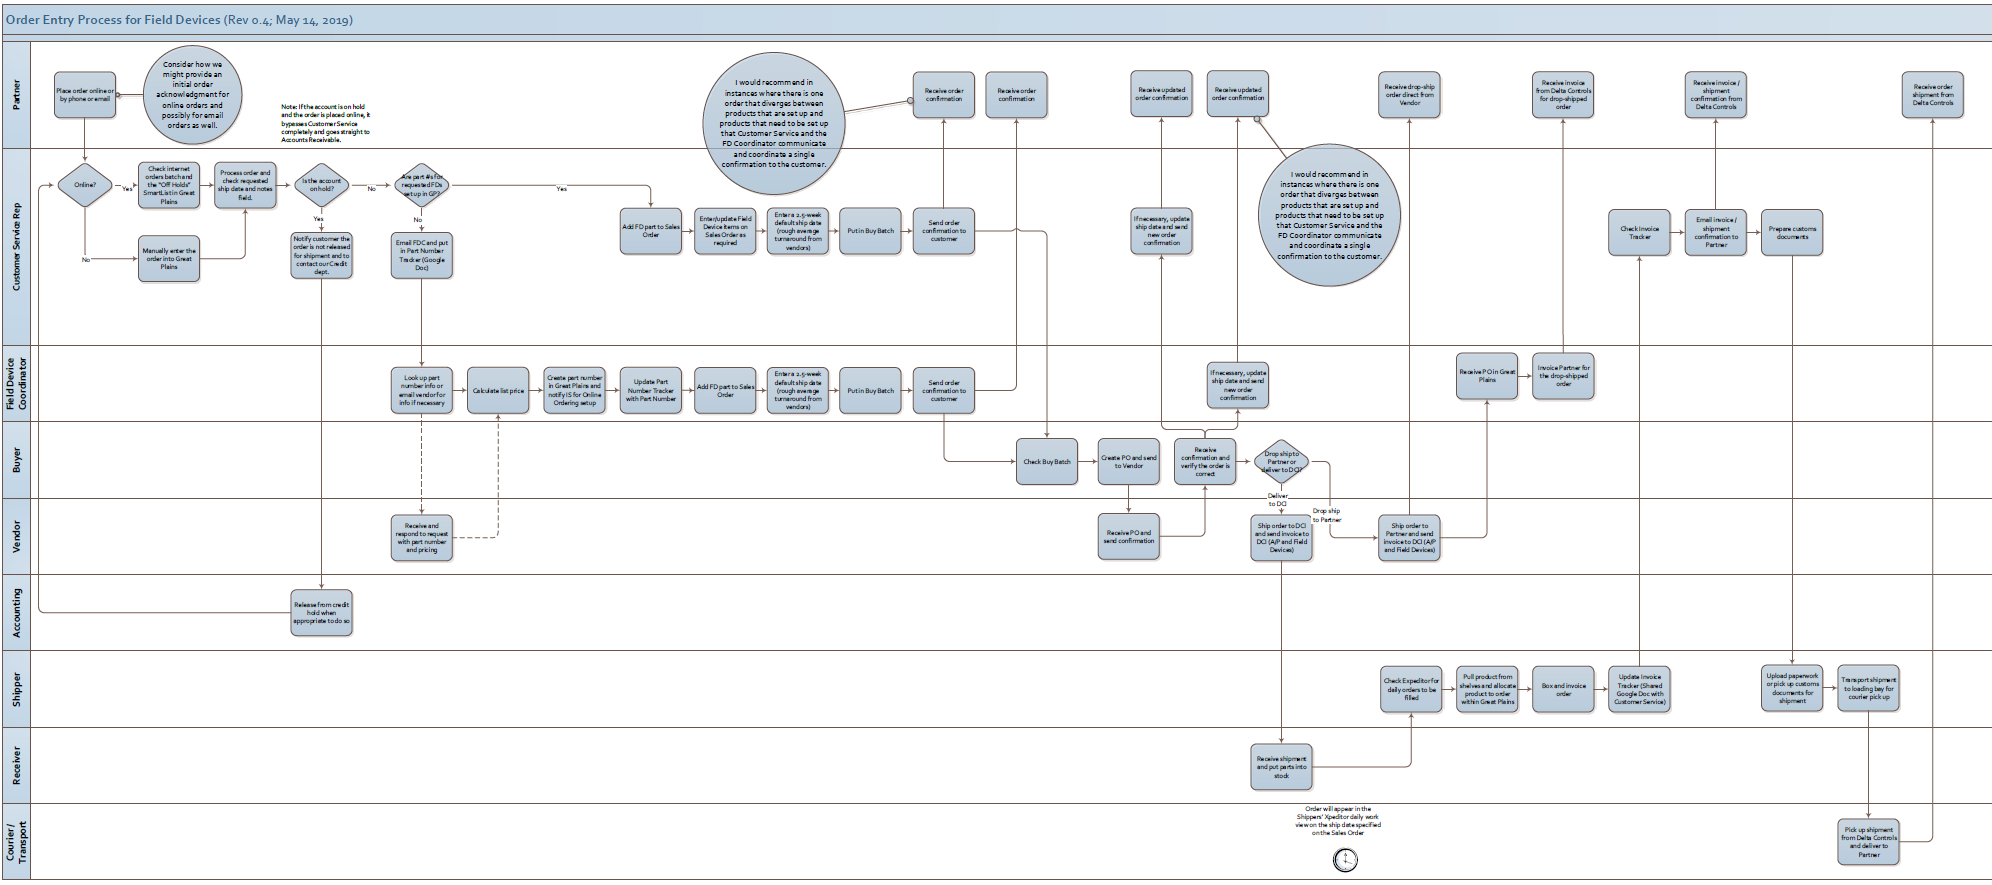 Order Entry Process for Field Devices (Rev 0.4; May 14, 2019)
Partner
Place order online or
by phone or email
Consider how we
might provide an
initial order
acknowledgment for
online orders and
possibly for email
orders as well.
Note: If the account is on hold
and the order is placed online, it
bypasses Customer Service
completely and goes straight to
Accounts Receivable.
I would recommend in
instances where there is one
order that diverges between
products that are set up and
products that need to be set up
that Customer Service and the
FD Coordinator communicate
and coordinate a single
confirmation to the customer.
Receive order
confirmation
Receive order
confirmation
Receive updated
order confirmation
Receive updated
order confirmation
Receive drop-ship
order direct from
Vendor
Receive invoice
from Delta Controls
for drop-shipped
order
Receive invoice /
shipment
confirmation from
Delta Controls
Receive order
shipment from
Delta Controls
Customer Service Rep
Online?
Yes
No
Check internet
orders batch and
the "Off Holds"
SmartList in Great
Plains
Manually enter the
order into Great
Plains
Process order and
check requested
ship date and notes
field.
Is the account
on hold?
Yes
No
Notify customer the
order is not released
for shipment and to
contact our Credit
dept.
Are part #s for
requested FDs
set up in GP?
Yes
No
Email FDC and put
in Part Number
Tracker (Google
Doc)
Add FD part to Sales
Order
Enter/update Field
Device items on
Sales Order as
required
Enter a 2.5-week
default ship date
(rough average
turnaround from
vendors)
Put in Buy Batch
Send order
confirmation to
customer
If necessary, update
ship date and send
new order
confirmation
I would recommend in
instances where there is one
order that diverges between
products that are set up and
products that need to be set up
that Customer Service and the
FD Coordinator communicate
and coordinate a single
confirmation to the customer.
Check Invoice
Tracker
Email invoice /
shipment
confirmation to
Partner
Prepare customs
documents
Field Device
Coordinator
Look up part
number info or
email vendor for
info if necessary
Calculate list price
Create part number
in Great Plains and
notify IS for Online
Ordering setup
Update Part
Number Tracker
with Part Number
Add FD part to Sales
Order
Enter a 2.5-week
default ship date
(rough average
turnaround from
vendors)
Put in Buy Batch
Send order
confirmation to
customer
If necessary, update
ship date and send
new order
confirmation
Receive PO in Great
Plains
Invoice Partner for
the drop-shipped
order
Buyer
Check Buy Batch
Create PO and send
to Vendor
Receive
confirmation and
verify the order is
correct
Drop ship to
Partner or
deliver to DCI?
Deliver
to DCI
Drop ship
to Partner
Vendor
Receive and
respond to request
with part number
and pricing
Receive PO and
send confirmation
Ship order to DCI
and send invoice to
DCI (A/P and Field
Devices)
Ship order to
Partner and send
invoice to DCI (A/P
and Field Devices)
Accounting
Release from credit
hold when
appropriate to do so
Shipper
Check Expeditor for
daily orders to be
filled
Pull product from
shelves and allocate
product to order
within Great Plains
Box and invoice
order
Update Invoice
Tracker (Shared
Google Doc with
Customer Service)
Upload paperwork
or pick up customs
documents for
shipment
Transport shipment
to loading bay for
courier pick up
Receiver
Receive shipment
and put parts into
stock
Courier /
Transport
Order will appear in the
Shippers' Xpeditor daily work
view on the ship date specified
on the Sales Order
Pick up shipment
from Delta Controls
and deliver to
Partner